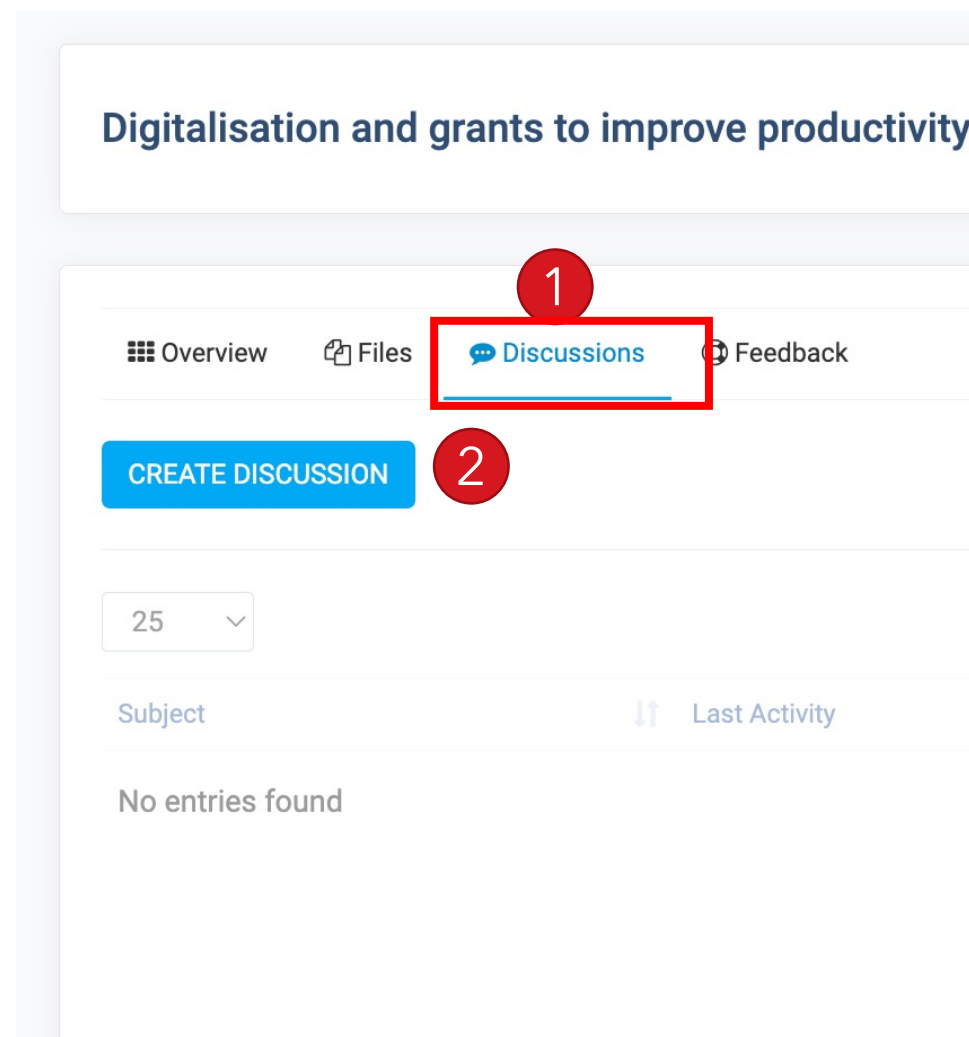 Digitalisation and grants to improve productivity
1
Overview Files Discussions Feedback
CREATE DISCUSSION 2
25
Subject Last Activity
No entries found